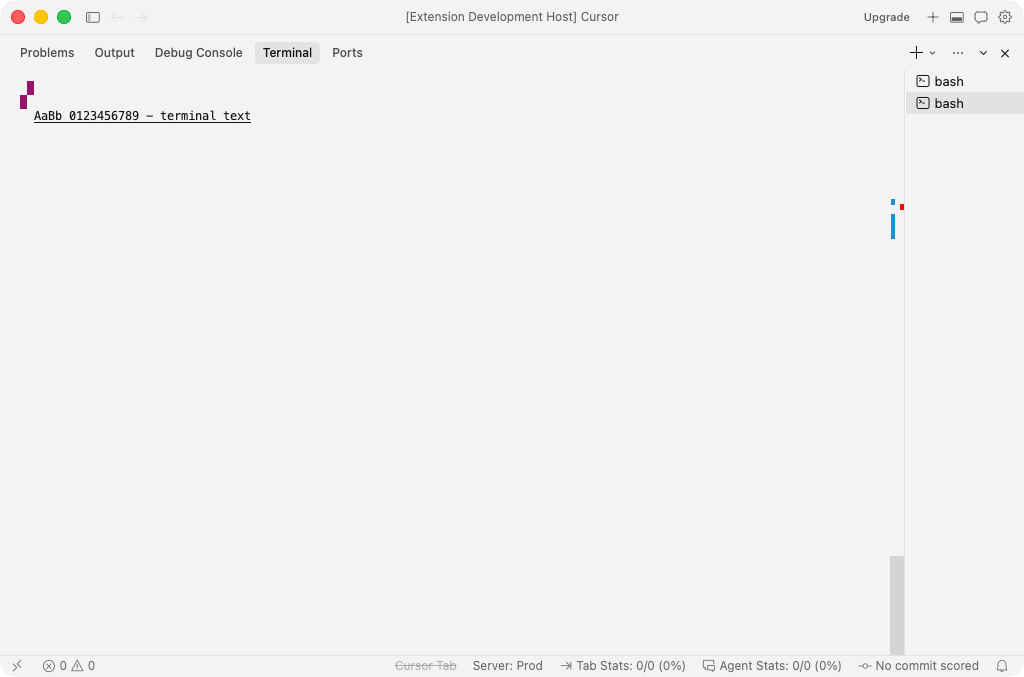 [Extension Development Host] Cursor
Upgrade
Problems Output Debug Console Terminal Ports
bash
bash
AaBb 0123456789 - terminal text
0 0
Cursor Tab Server: Prod Tab Stats: 0/0 (0%) Agent Stats: 0/0 (0%) No commit scored